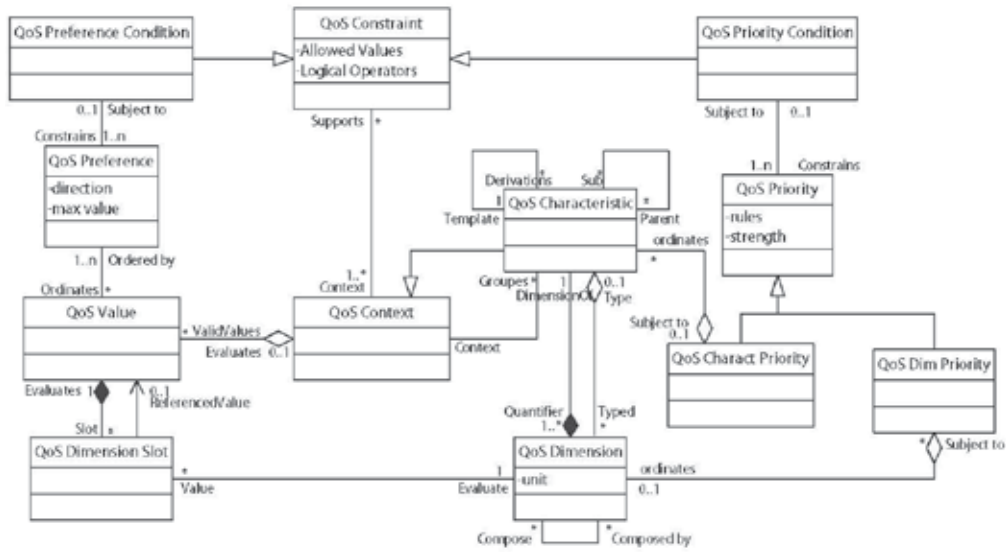 QoS Preference Condition
QoS Constraint
-Allowed Values
-Logical Operators
QoS Priority Condition
0..1 Subject to
Supports *
Subject to 0..1
Constrains 1..n
QoS Preference
-direction
-max value
Derivations *
Sub *
1..n Constrains
QoS Characteristic
QoS Priority
-rules
-strength
Template 1
* Parent
ordinates
*
1..n Ordered by
1..*
Context
Groupes *
1
DimensionOf
0..1
Type
Ordinates *
QoS Value
QoS Context
* ValidValues
Evaluates 0..1
Context
Subject to
0..1
QoS Charact Priority
QoS Dim Priority
Evaluates 1
0..1
ReferencedValue
Quantifier
1..*
Typed
*
Slot *
QoS Dimension Slot
QoS Dimension
-unit
* Subject to
*
Value
1
Evaluate
ordinates
0..1
*
Compose
*
Composed by